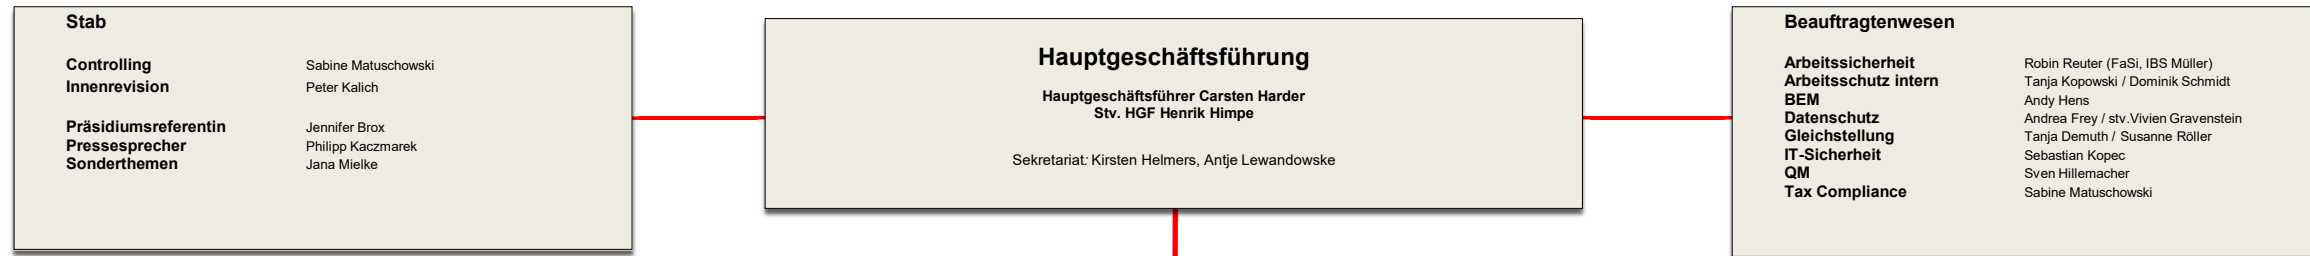 Stab
Controlling Sabine Matuschowski
Innenrevision Peter Kalich
Präsidiumsreferentin Jennifer Brox
Pressesprecher Philipp Kaczmarek
Sonderthemen Jana Mielke
Hauptgeschäftsführung
Hauptgeschäftsführer Carsten Harder
Stv. HGF Henrik Himpe
Sekretariat: Kirsten Helmers, Antje Lewandowske
Beauftragtenwesen
Arbeitssicherheit Robin Reuter (FaSi, IBS Müller)
Arbeitsschutz intern Tanja Kopowski / Dominik Schmidt
BEM Andy Hens
Datenschutz Andrea Frey / stv.Vivien Gravenstein
Gleichstellung Tanja Demuth / Susanne Röller
IT-Sicherheit Sebastian Kopec
QM Sven Hillemacher
Tax Compliance Sabine Matuschowski